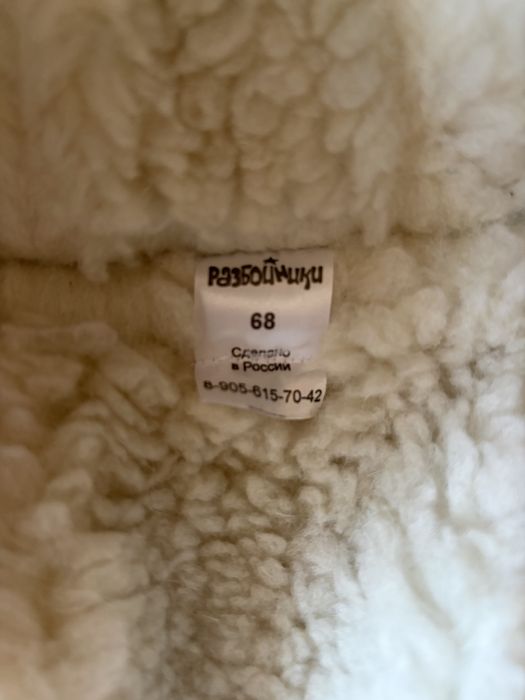 РАЗБОЙНИКИ
68
Сделано
в России
8-905-615-70-42